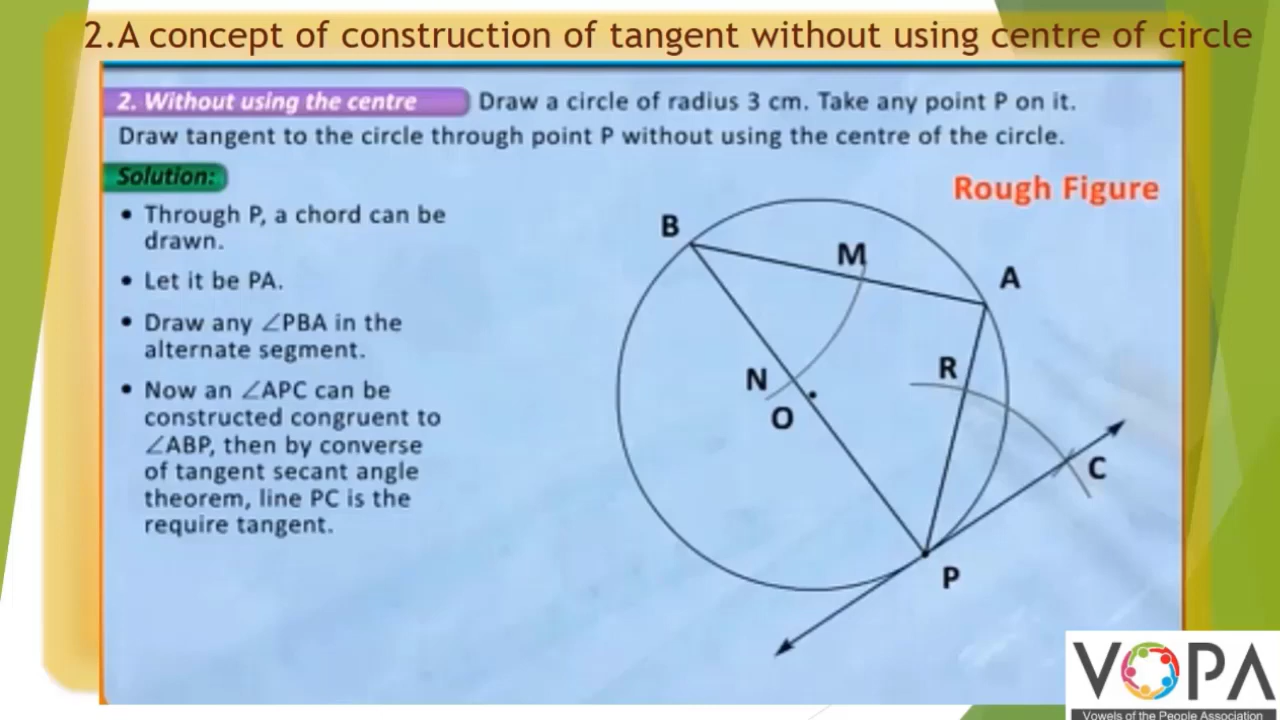 2.A concept of construction of tangent without using centre of circle
2. Without using the centre Draw a circle of radius 3 cm. Take any point P on it.
Draw tangent to the circle through point P without using the centre of the circle.
Solution:
Rough Figure
• Through P, a chord can be
drawn.
• Let it be PA.
• Draw any ∠PBA in the
alternate segment.
• Now an ∠APC can be
constructed congruent to
∠ABP, then by converse
of tangent secant angle
theorem, line PC is the
require tangent.
B
M
A
R
N
O
C
P
VOPA
Vowels of the People Association